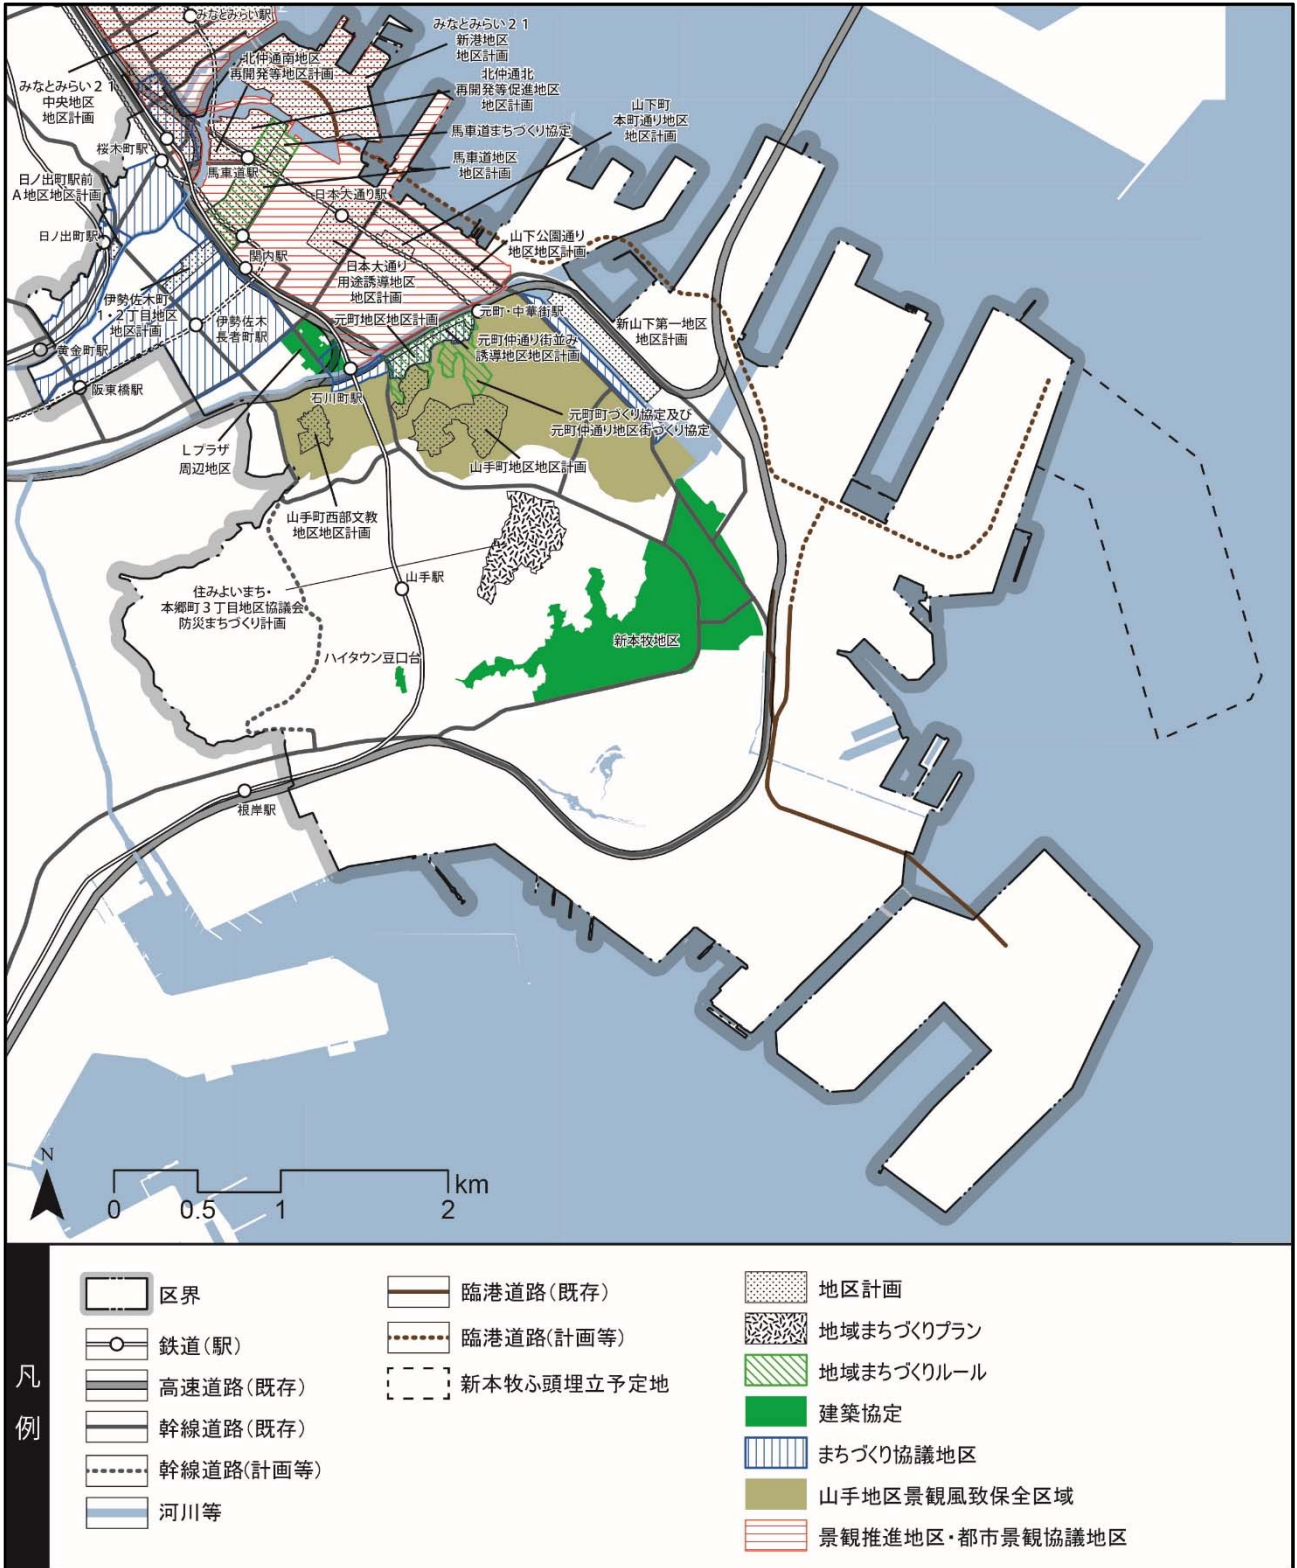 みなとみらい駅
みなとみらい２１
新港地区
地区計画
北仲通南地区
再開発等地区計画
みなとみらい２１
中央地区
地区計画
北仲通北
再開発等促進地区
地区計画
山下町
本町通り地区
地区計画
馬車道まちづくり協定
桜木町駅
馬車道駅
馬車道地区
地区計画
日ノ出町駅前
Ａ地区地区計画
日本大通り駅
日ノ出町駅
山下公園通り
地区地区計画
関内駅
日本大通り
用途誘導地区
地区計画
伊勢佐木町
１・２丁目地区
地区計画
伊勢佐木
長者町駅
元町地区地区計画
元町・中華街駅
新山下第一地区
地区計画
元町仲通り街並み
誘導地区地区計画
黄金町駅
阪東橋駅
石川町駅
元町町づくり協定及び
元町仲通り地区街づくり協定
Ｌプラザ
周辺地区
山手町地区地区計画
山手町西部文教
地区地区計画
山手駅
住みよいまち・
本郷町３丁目地区協議会
防災まちづくり計画
新本牧地区
ハイタウン豆口台
根岸駅
N
0 0.5 1 2 km
凡例
区界
鉄道（駅）
高速道路（既存）
幹線道路（既存）
幹線道路（計画等）
河川等
臨港道路（既存）
臨港道路（計画等）
新本牧ふ頭埋立予定地
地区計画
地域まちづくりプラン
地域まちづくりルール
建築協定
まちづくり協議地区
山手地区景観風致保全区域
景観推進地区・都市景観協議地区